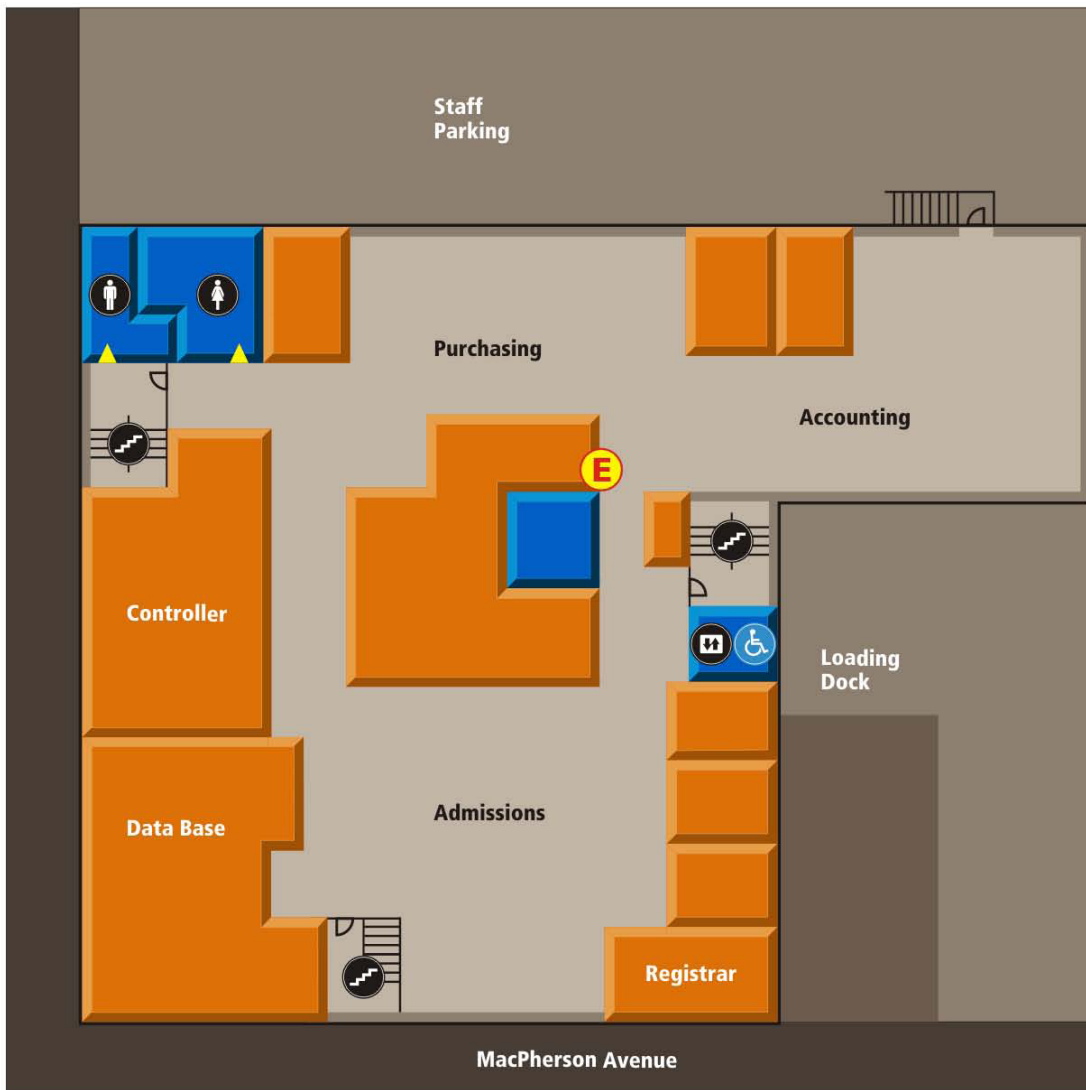 Staff
Parking
Purchasing
Accounting
E
Controller
Loading
Dock
Admissions
Data Base
Registrar
MacPherson Avenue